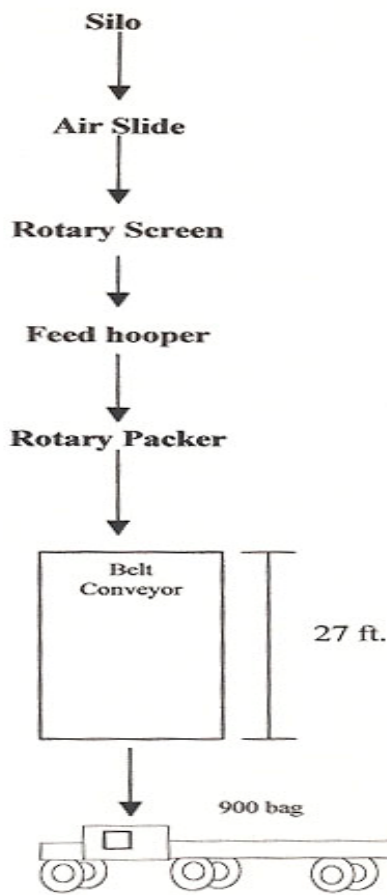 Silo
Air Slide
Rotary Screen
Feed hooper
Rotary Packer
Belt
Conveyor
27 ft.
900 bag